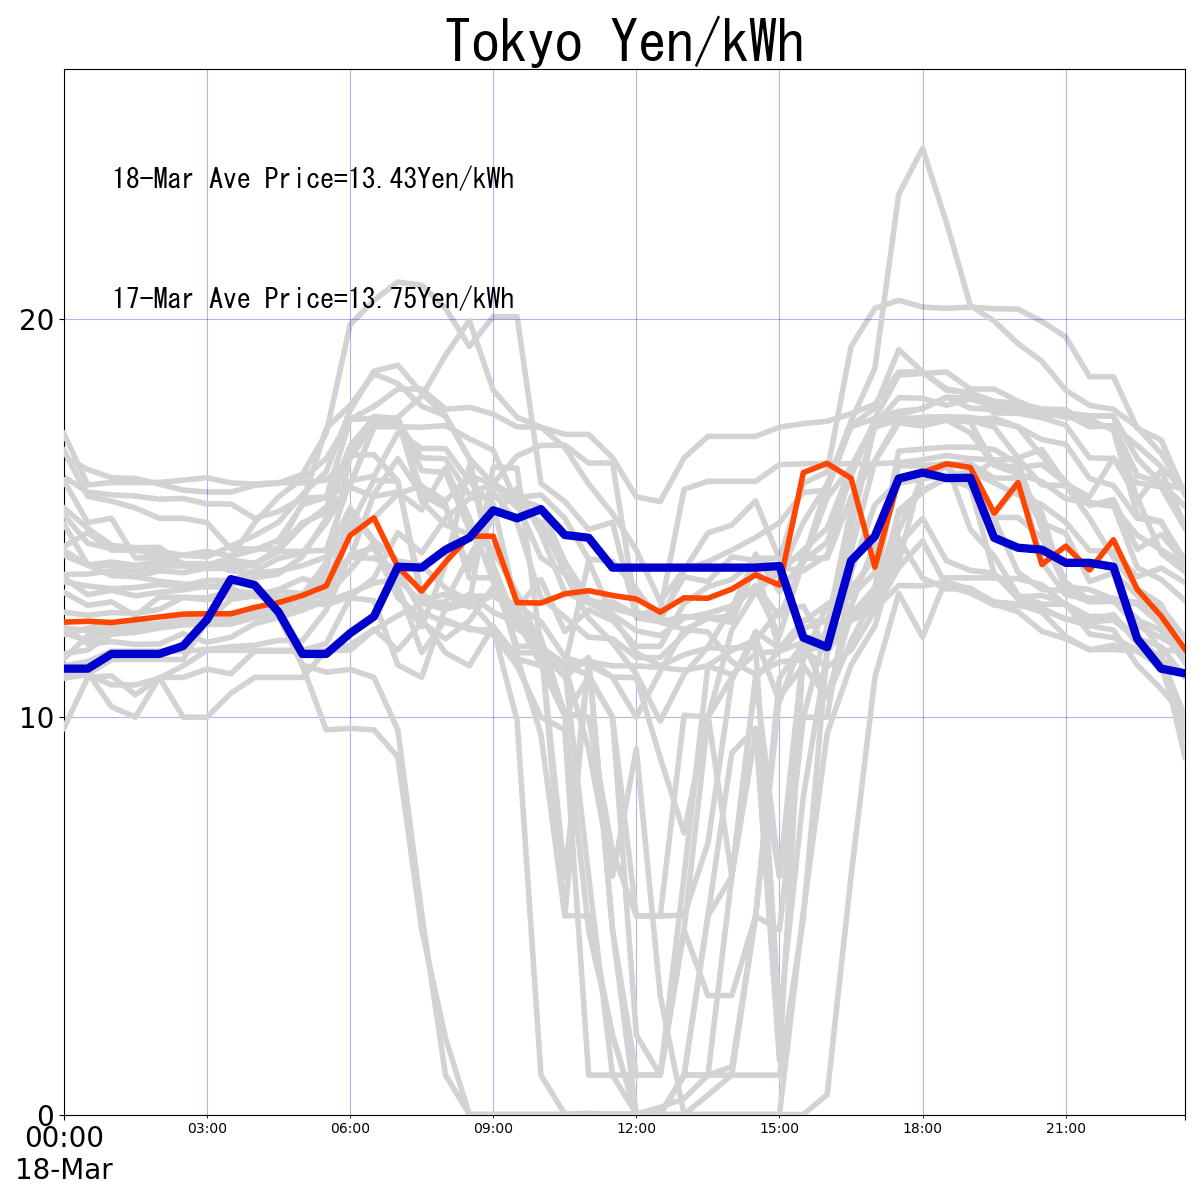 Tokyo Yen/kWh
18-Mar Ave Price=13.43Yen/kWh
17-Mar Ave Price=13.75Yen/kWh
20
10
0
00:00 03:00 06:00 09:00 12:00 15:00 18:00 21:00
18-Mar